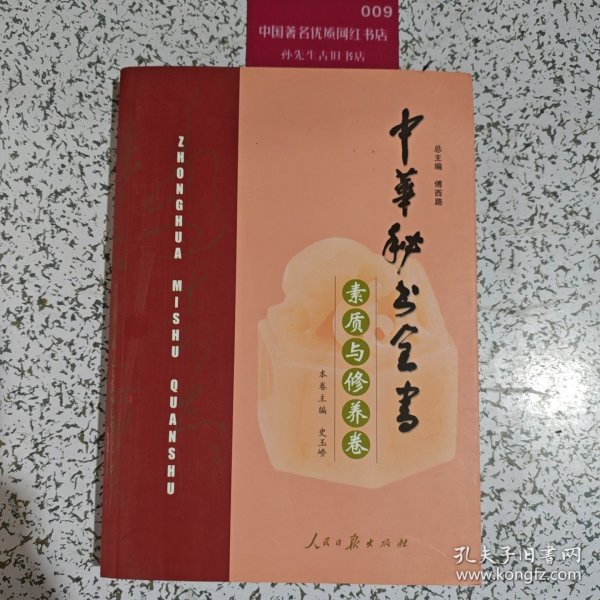 009
中国著名优质网红书店
孙先生古旧书店
ZHONGHUA MISHU QUANSHU
总主编 傅西路
中華秘书全書
素质与修养卷
本卷主编 史玉峤
人民日报出版社
孔夫子旧书网
www.kongfz.com